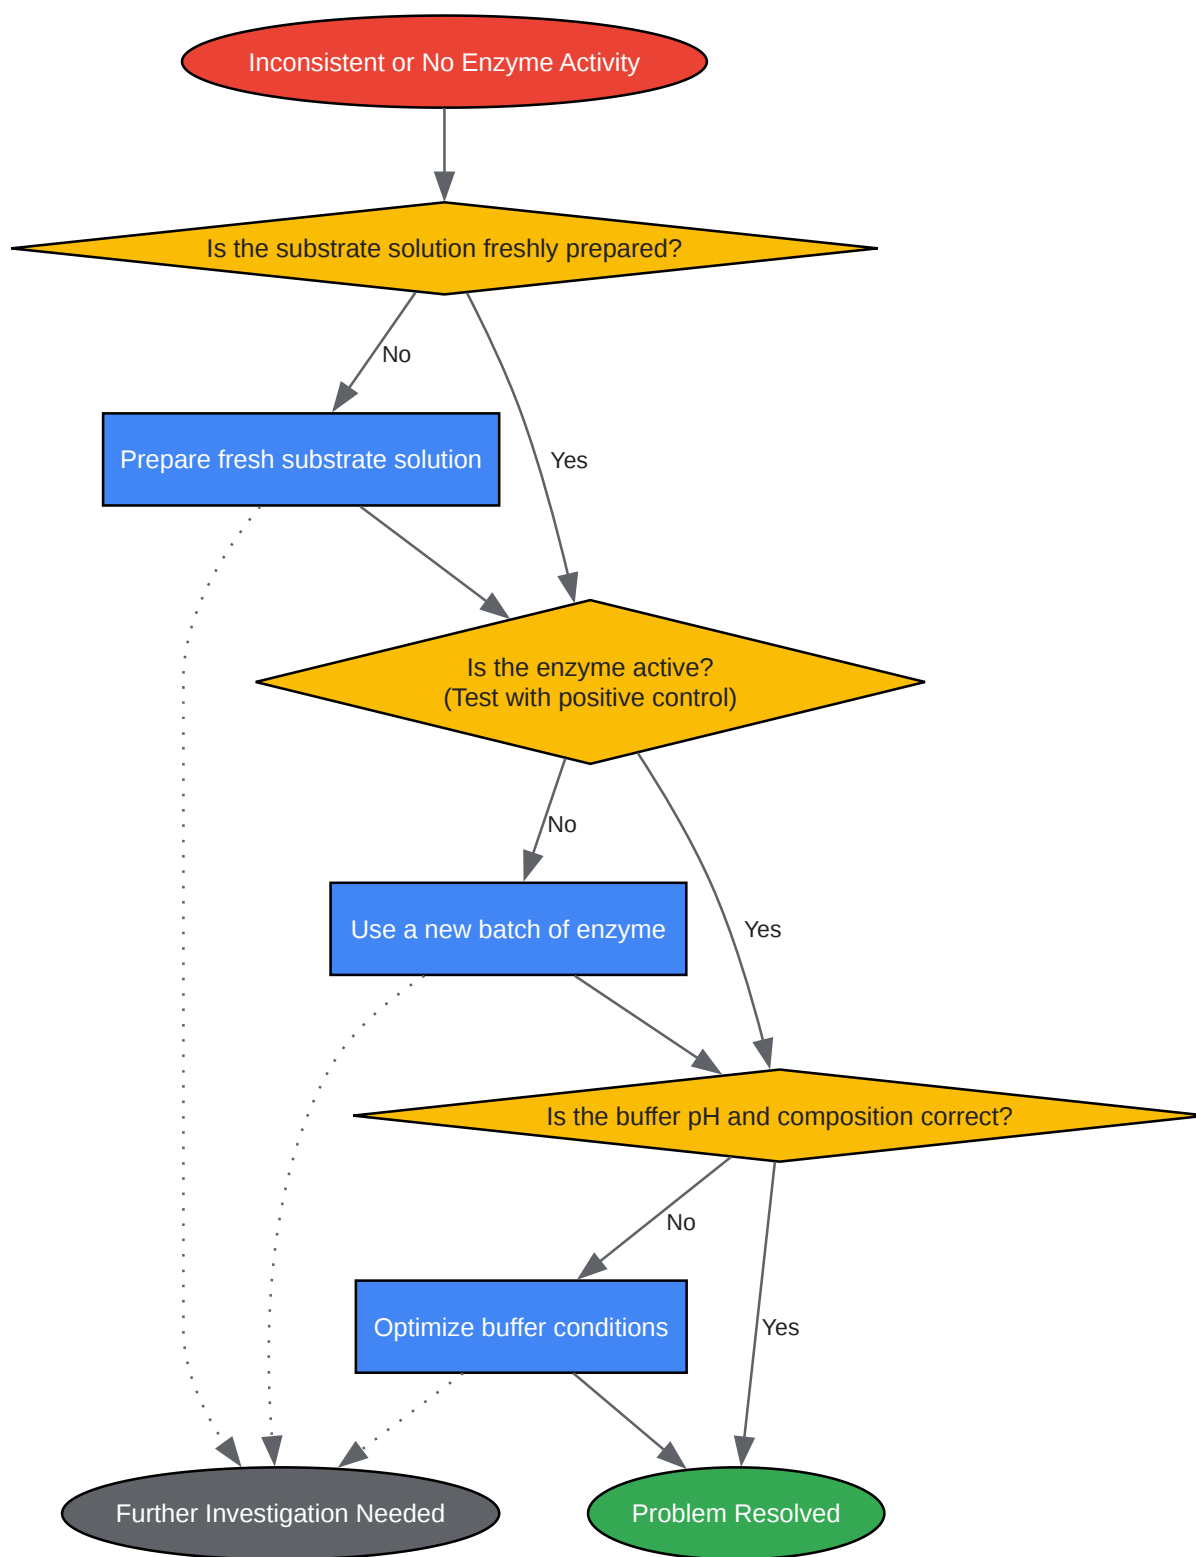 Inconsistent or No Enzyme Activity
Is the substrate solution freshly prepared?
No
Prepare fresh substrate solution
Yes
Is the enzyme active?
(Test with positive control)
No
Use a new batch of enzyme
Yes
Is the buffer pH and composition correct?
No
Optimize buffer conditions
Yes
Further Investigation Needed
Problem Resolved